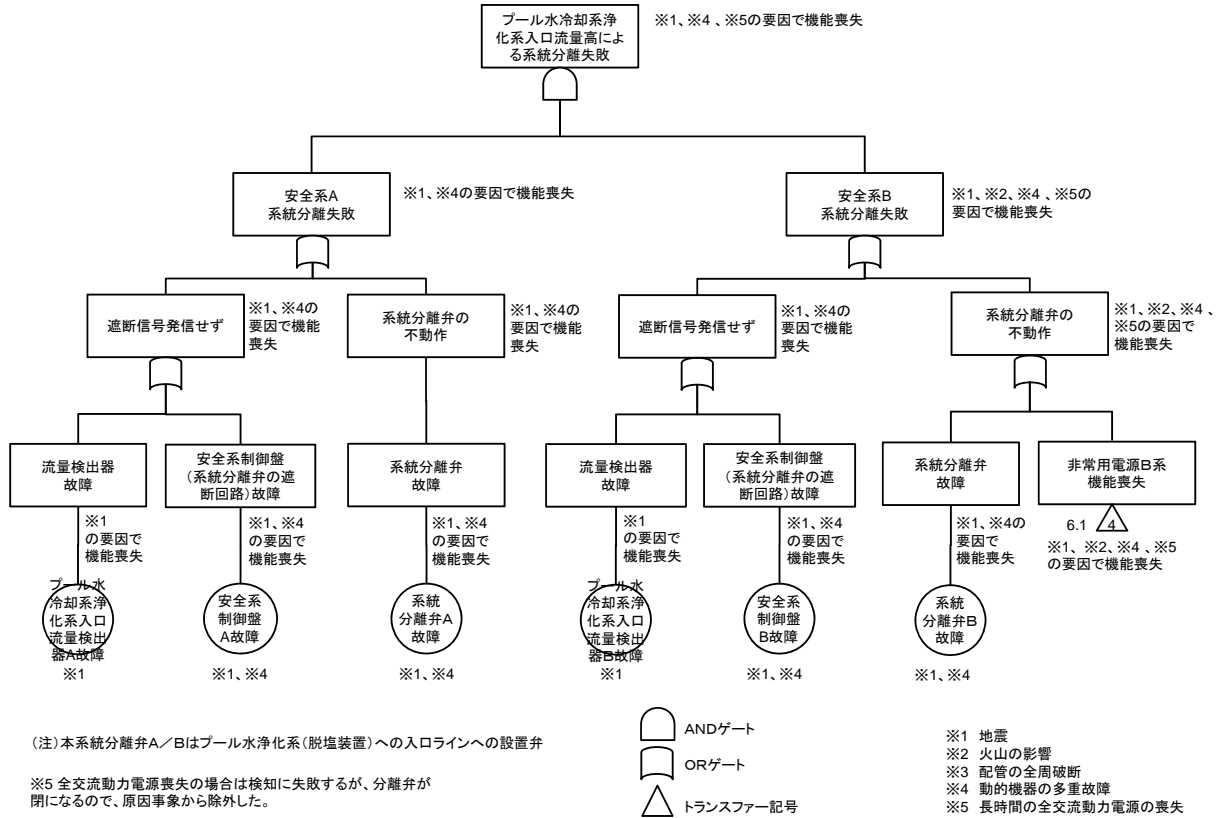 プール水冷却系浄
化系入口流量高によ
る系統分離失敗
※1、※4 、※5の要因で機能喪失
安全系A
系統分離失敗
※1、※4の要因で機能喪失
安全系B
系統分離失敗
※1、※2、※4 、※5の
要因で機能喪失
遮断信号発信せず
※1、※4の
要因で機能
喪失
系統分離弁の
不動作
※1、※4の
要因で機能
喪失
遮断信号発信せず
※1、※4の
要因で機能
喪失
系統分離弁の
不動作
※1、※2、※4 、
※5の要因で
機能喪失
流量検出器
故障
安全系制御盤
（系統分離弁の遮
断回路）故障
系統分離弁
故障
流量検出器
故障
安全系制御盤
（系統分離弁の遮
断回路）故障
系統分離弁
故障
非常用電源B系
機能喪失
※1
の要因で
機能喪失
※1、※4
の要因で
機能喪失
※1、※4
の要因で
機能喪失
※1
の要因で
機能喪失
※1、※4
の要因で
機能喪失
※1、※4の
要因で機能
喪失
6.1 4
※1、※2、※4 、※5
の要因で機能喪失
プール水
冷却系浄
化系入口
流量検出
器A故障
安全系
制御盤
A故障
系統
分離弁A
故障
プール水
冷却系浄
化系入口
流量検出
器B故障
安全系
制御盤
B故障
系統
分離弁B
故障
※1
※1、※4
※1、※4
※1
※1、※4
※1、※4
（注）本系統分離弁A／Bはプール水浄化系（脱塩装置）への入口ラインへの設置弁
※5 全交流動力電源喪失の場合は検知に失敗するが、分離弁が
閉になるので、原因事象から除外した。
ANDゲート
ORゲート
トランスファー記号
※1 地震
※2 火山の影響
※3 配管の全周破断
※4 動的機器の多重故障
※5 長時間の全交流動力電源の喪失